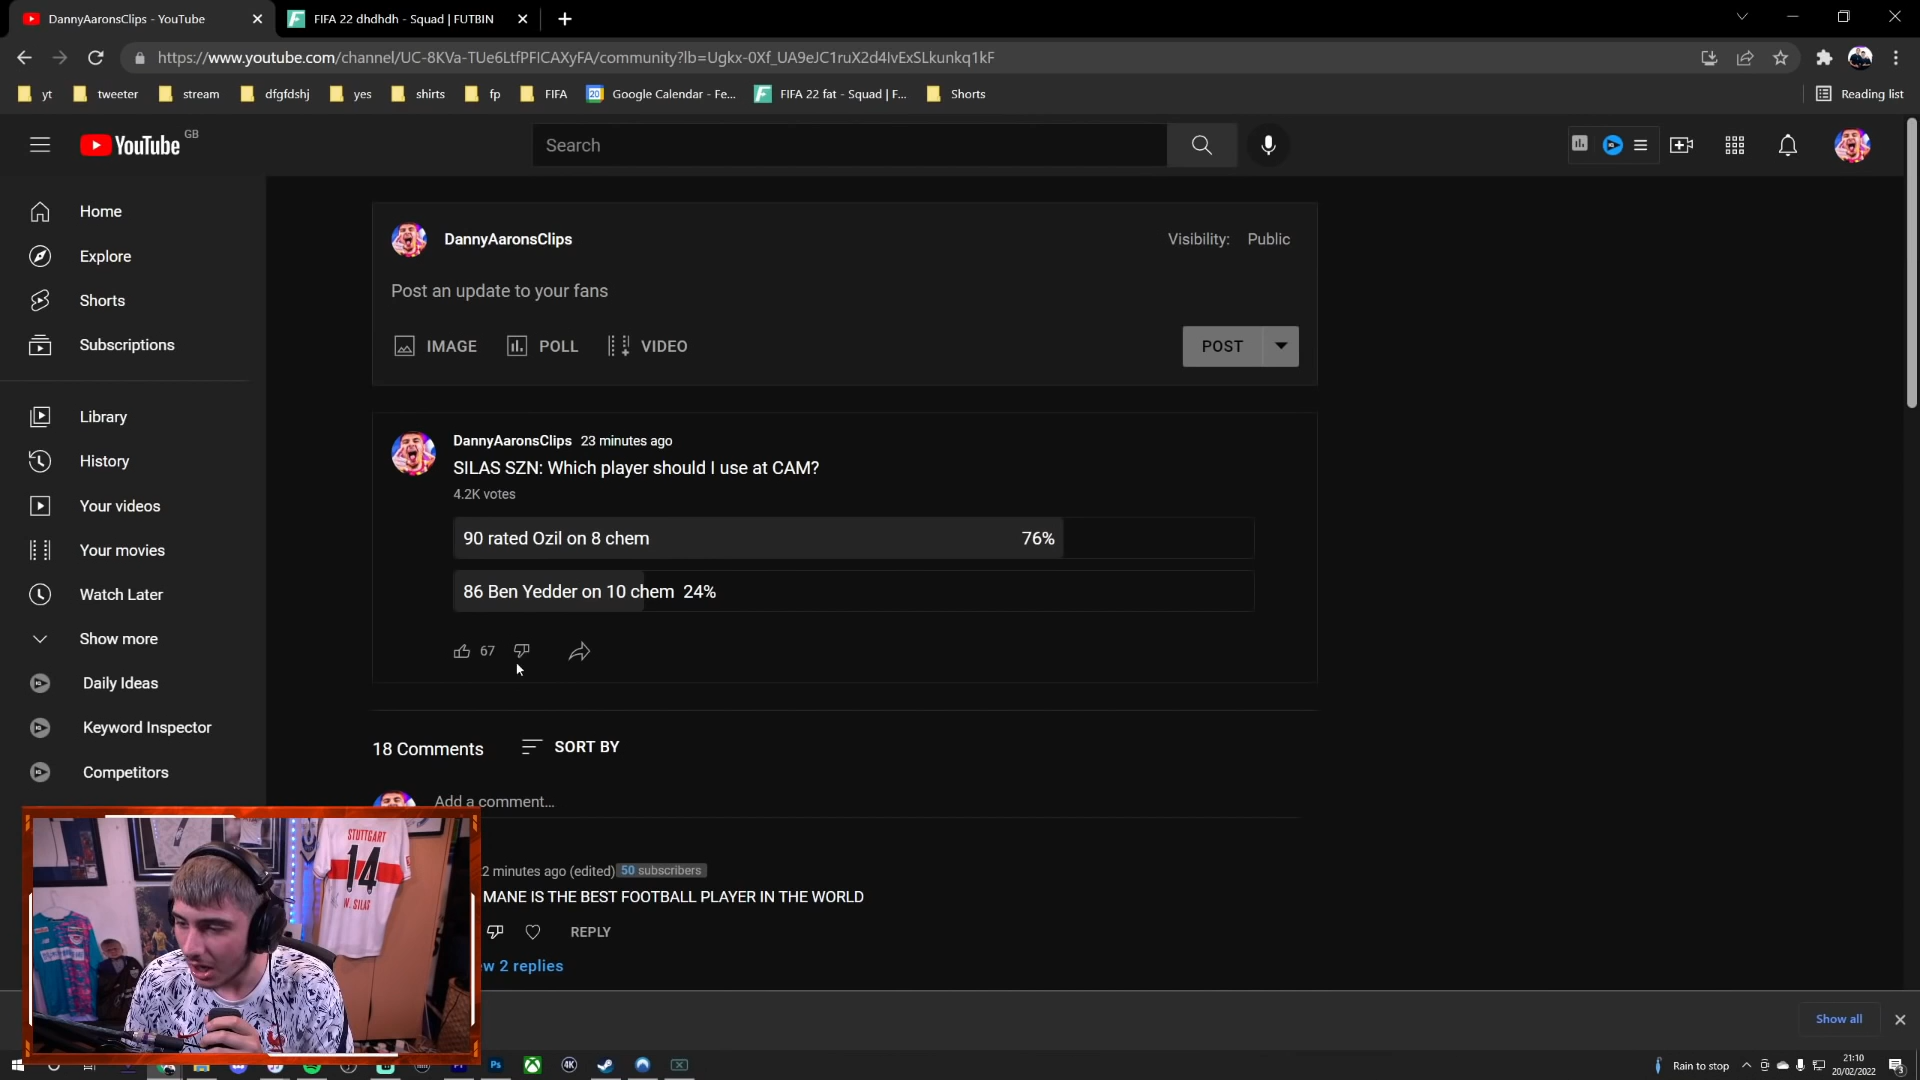 DannyAaronsClips - YouTube
FIFA 22 dhdhdh - Squad | FUTBIN
https://www.youtube.com/channel/UC-8KVa-TUe6LtfPFICAXyFA/community?lb=Ugkx-0Xf_UA9eJC1ruX2d4IvExSLkunkq1kF
yt tweeter stream dfgfdshj yes shirts fp FIFA 20 Google Calendar - Fe... FIFA 22 fat - Squad | F... Shorts Reading list
YouTube GB
Search
Home
Explore
Shorts
Subscriptions
Library
History
Your videos
Your movies
Watch Later
Show more
Daily Ideas
Keyword Inspector
Competitors
DannyAaronsClips
Visibility: Public
Post an update to your fans
IMAGE POLL VIDEO POST
DannyAaronsClips 23 minutes ago
SILAS SZN: Which player should I use at CAM?
4.2K votes
90 rated Ozil on 8 chem 76%
86 Ben Yedder on 10 chem 24%
67
18 Comments SORT BY
Add a comment...
2 minutes ago (edited) 50 subscribers
MANE IS THE BEST FOOTBALL PLAYER IN THE WORLD
REPLY
ew 2 replies
STUTTGART
14
W. SILAS
Show all
Ps
4K
Rain to stop
21:10
20/02/2022
3